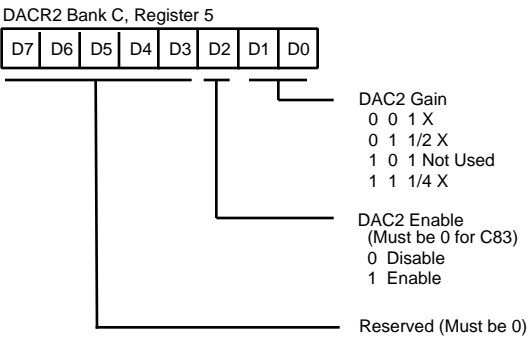 DACR2 Bank C, Register 5
D7 D6 D5 D4 D3 D2 D1 D0
DAC2 Gain
0 0 1 X
0 1 1/2 X
1 0 1 Not Used
1 1 1/4 X
DAC2 Enable
(Must be 0 for C83)
0 Disable
1 Enable
Reserved (Must be 0)